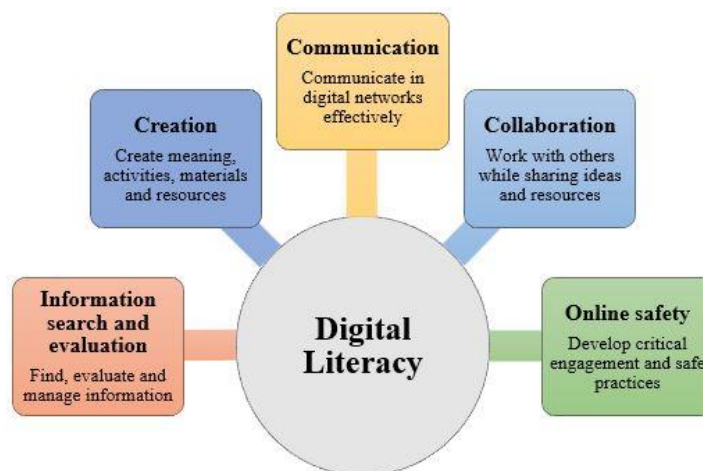 Communication
Communicate in
digital networks
effectively
Creation
Create meaning,
activities, materials
and resources
Collaboration
Work with others
while sharing ideas
and resources
Information
search and
evaluation
Find, evaluate and
manage information
Digital
Literacy
Online safety
Develop critical
engagement and safe
practices